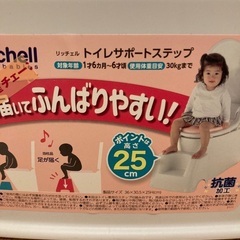 chell
リッチェル トイレサポートステップ
対象年齢 1才6カ月~6才頃 使用体重目安 30kgまで
届いてふんばりやすい!
ポイントは
高さ
25cm
足が届く
抗菌
加工